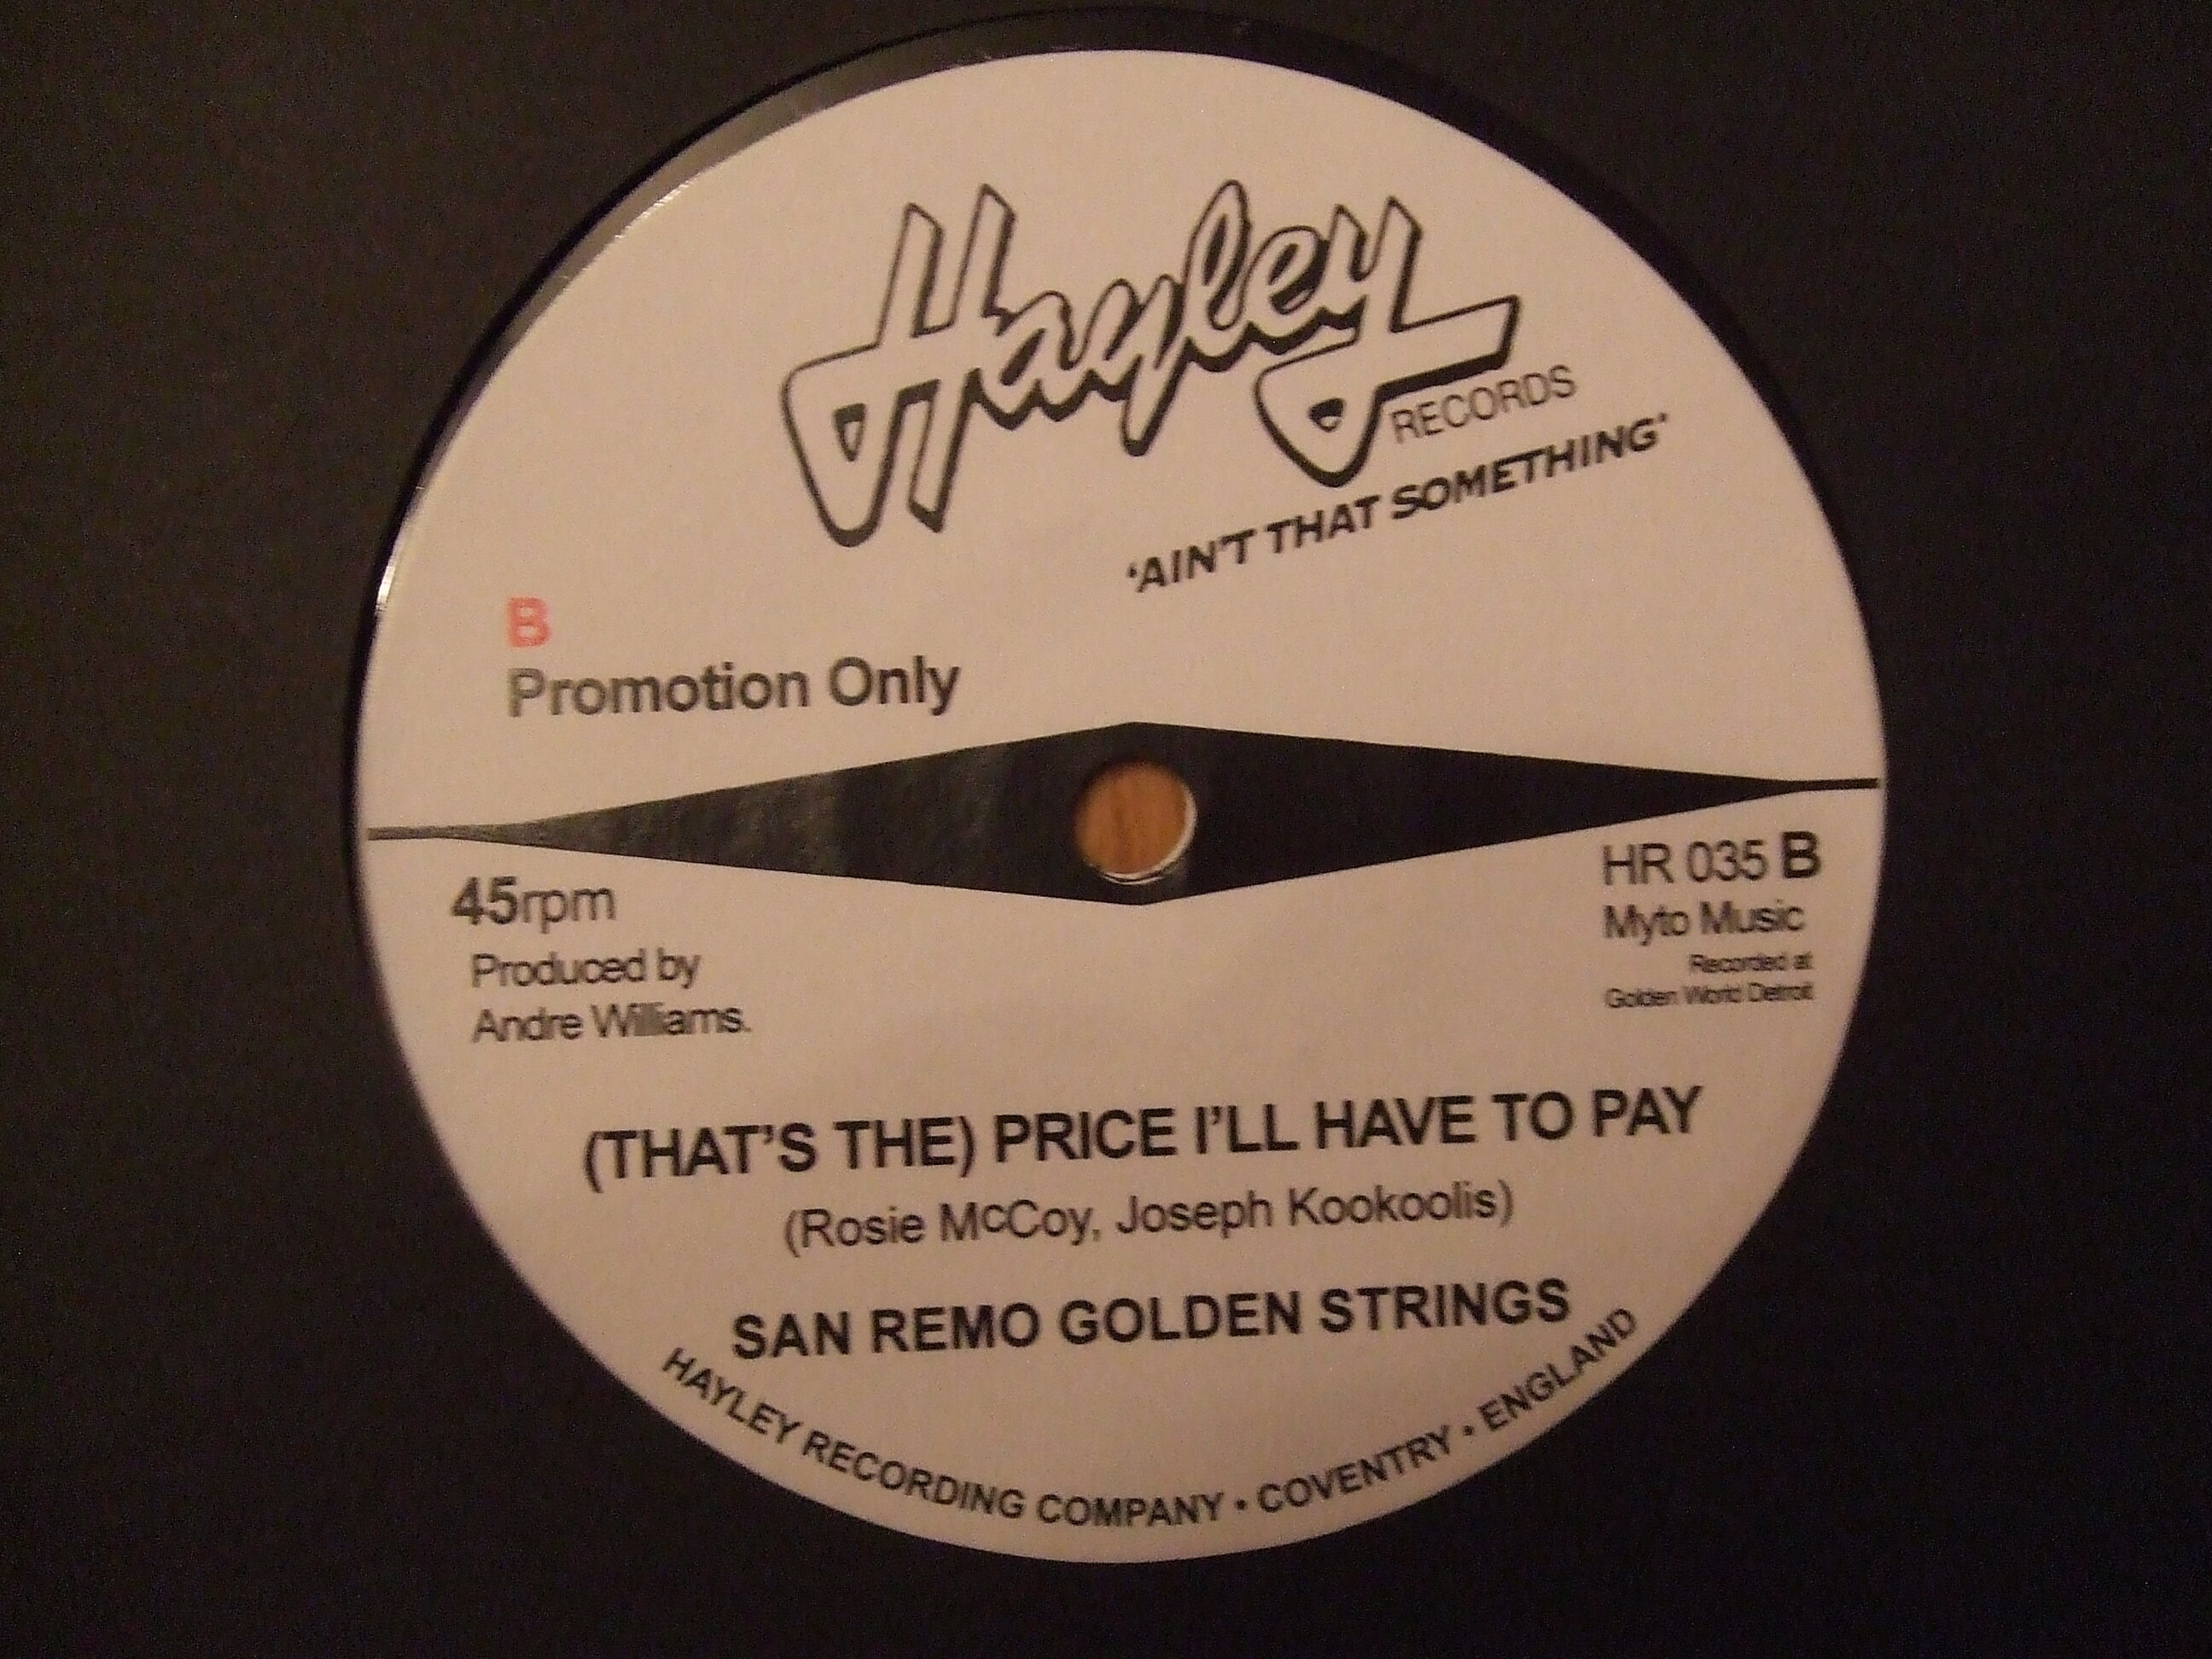 Hayley
RECORDS
'AIN'T THAT SOMETHING'
B
Promotion Only
45rpm
Produced by
Andre Williams.
HR 035 B
Myto Music
Recorded at
Golden World Detroit
(THAT'S THE) PRICE I'LL HAVE TO PAY
(Rosie McCoy, Joseph Kookoolis)
SAN REMO GOLDEN STRINGS
HAYLEY RECORDING COMPANY • COVENTRY • ENGLAND